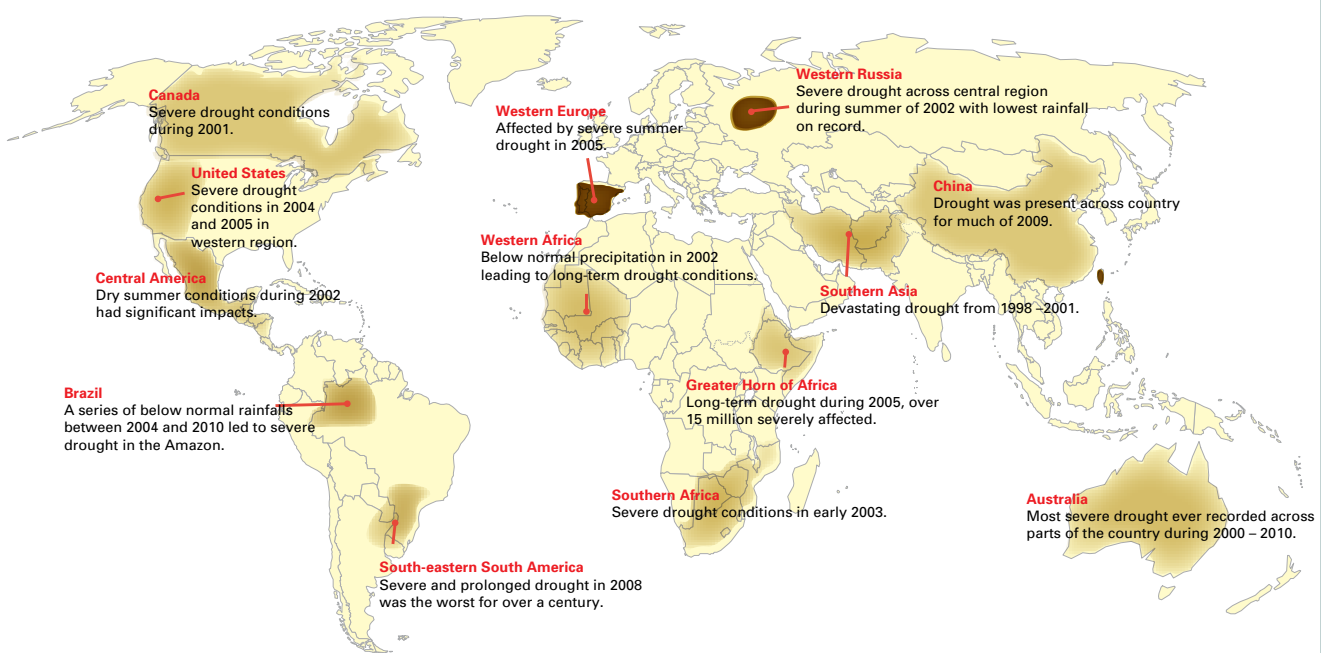 Canada
Severe drought conditions
during 2001.
United States
Severe drought
conditions in 2004
and 2005 in
western region.
Central America
Dry summer conditions during 2002
had significant impacts.
Brazil
A series of below normal rainfalls
between 2004 and 2010 led to severe
drought in the Amazon.
South-eastern South America
Severe and prolonged drought in 2008
was the worst for over a century.
Western Europe
Affected by severe summer
drought in 2005.
Western Africa
Below normal precipitation in 2002
leading to long-term drought conditions.
Western Russia
Severe drought across central region
during summer of 2002 with lowest rainfall
on record.
China
Drought was present across country
for much of 2009.
Southern Asia
Devastating drought from 1998 –2001.
Greater Horn of Africa
Long-term drought during 2005, over
15 million severely affected.
Southern Africa
Severe drought conditions in early 2003.
Australia
Most severe drought ever recorded across
parts of the country during 2000 – 2010.